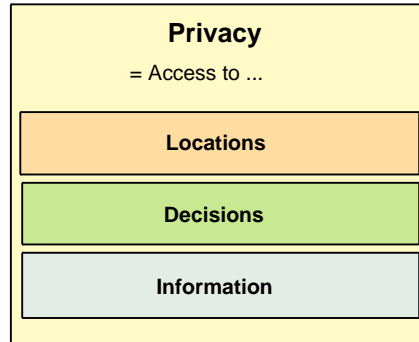 Privacy
= Access to ...
Locations
Decisions
Information